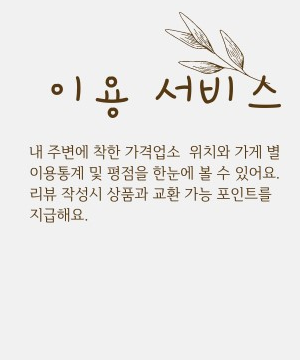 이용 서비스
내 주변에 착한 가격업소 위치와 가게 별
이용통계 및 평점을 한눈에 볼 수 있어요.
리뷰 작성시 상품과 교환 가능 포인트를
지급해요.